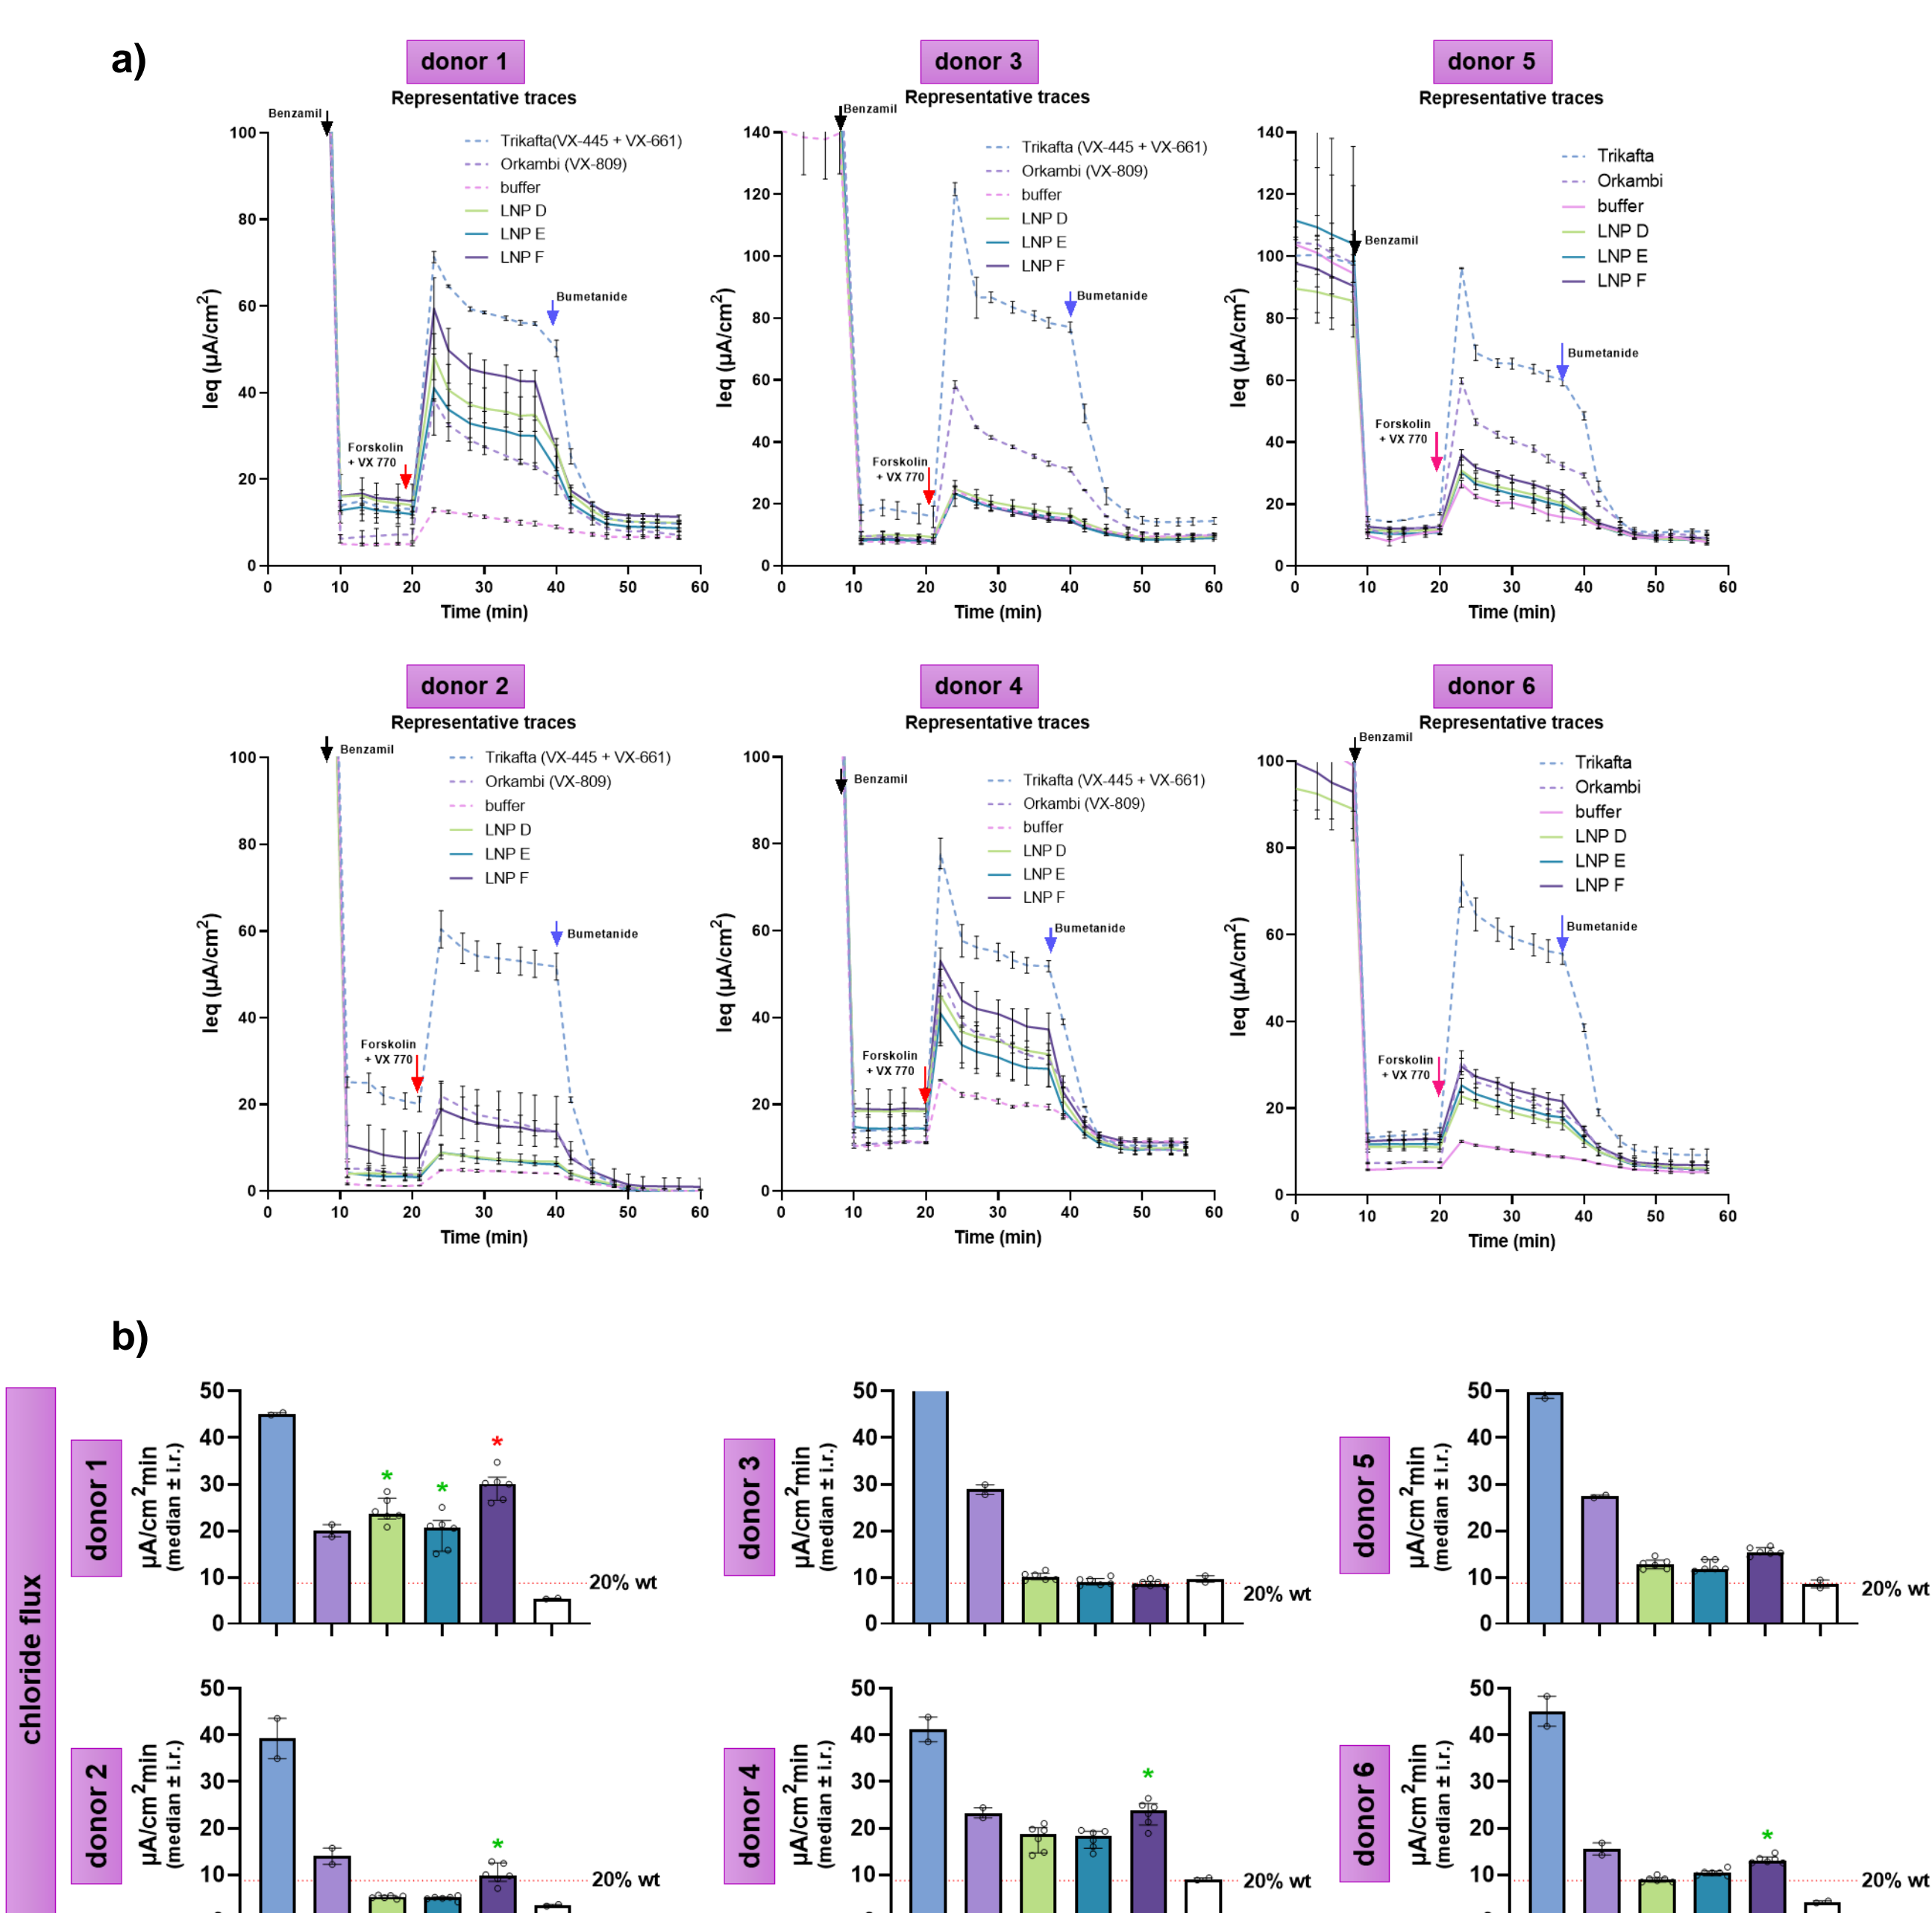 a)
donor 1
Representative traces
Benzamil
Trikafta(VX-445 + VX-661)
Orkambi (VX-809)
buffer
LNP D
LNP E
LNP F
Bumetanide
Forskolin
+ VX 770
Ieq (µA/cm2)
100
80
60
40
20
0
0 10 20 30 40 50 60
Time (min)
donor 3
Representative traces
Benzamil
Trikafta (VX-445 + VX-661)
Orkambi (VX-809)
buffer
LNP D
LNP E
LNP F
Bumetanide
Forskolin
+ VX 770
Ieq (µA/cm2)
140
120
100
80
60
40
20
0
0 10 20 30 40 50 60
Time (min)
donor 5
Representative traces
Trikafta
Orkambi
buffer
LNP D
LNP E
LNP F
Benzamil
Bumetanide
Forskolin
+ VX 770
Ieq (µA/cm2)
140
120
100
80
60
40
20
0
0 10 20 30 40 50 60
Time (min)
donor 2
Representative traces
Benzamil
Trikafta (VX-445 + VX-661)
Orkambi (VX-809)
buffer
LNP D
LNP E
LNP F
Bumetanide
Forskolin
+ VX 770
Ieq (µA/cm2)
100
80
60
40
20
0
0 10 20 30 40 50 60
Time (min)
donor 4
Representative traces
Benzamil
Trikafta (VX-445 + VX-661)
Orkambi (VX-809)
buffer
LNP D
LNP E
LNP F
Bumetanide
Forskolin
+ VX 770
Ieq (µA/cm2)
100
80
60
40
20
0
0 10 20 30 40 50 60
Time (min)
donor 6
Representative traces
Benzamil
Trikafta
Orkambi
buffer
LNP D
LNP E
LNP F
Bumetanide
Forskolin
+ VX 770
Ieq (µA/cm2)
100
80
60
40
20
0
0 10 20 30 40 50 60
Time (min)
b)
chloride flux
donor 1
µA/cm2min
(median ± i.r.)
50
40
30
20
10
0
* * *
20% wt
donor 3
µA/cm2min
(median ± i.r.)
50
40
30
20
10
0
20% wt
donor 5
µA/cm2min
(median ± i.r.)
50
40
30
20
10
0
20% wt
donor 2
µA/cm2min
(median ± i.r.)
50
40
30
20
10
*
20% wt
donor 4
µA/cm2min
(median ± i.r.)
50
40
30
20
10
*
20% wt
donor 6
µA/cm2min
(median ± i.r.)
50
40
30
20
10
*
20% wt